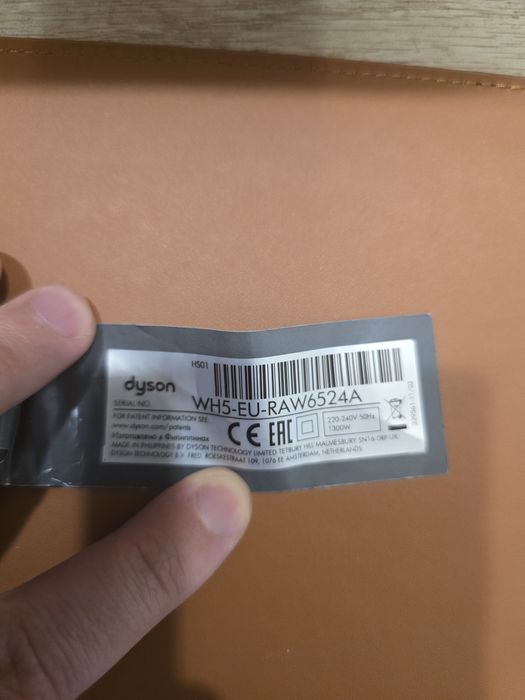 HS01
dyson
SERIAL NO. WH5-EU-RAW6524A
FOR PATENT INFORMATION SEE:
www.dyson.com/patents
CE EAC 220-240V 50Hz
1300W
Изготовлено в Филиппинах
MADE IN PHILIPPINES BY DYSON TECHNOLOGY LIMITED TETBURY HILL MALMESBURY SN16 0RP UK
DYSON TECHNOLOGY B.V. FRED. ROESKESTRAAT 109, 1076 EE AMSTERDAM, NETHERLANDS.